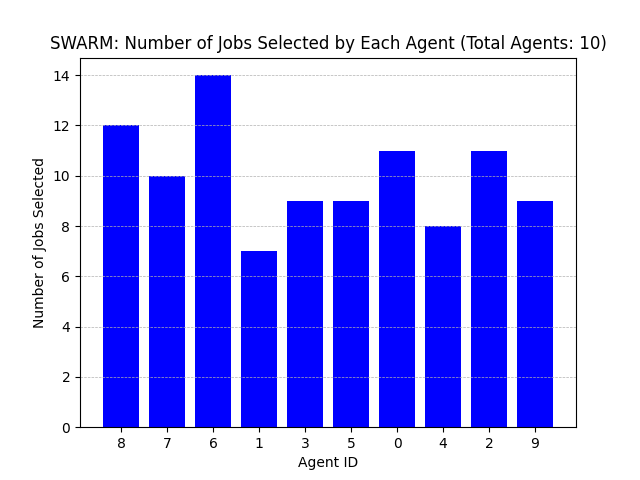 SWARM: Number of Jobs Selected by Each Agent (Total Agents: 10)
Number of Jobs Selected
14
12
10
8
6
4
2
0
8 7 6 1 3 5 0 4 2 9
Agent ID